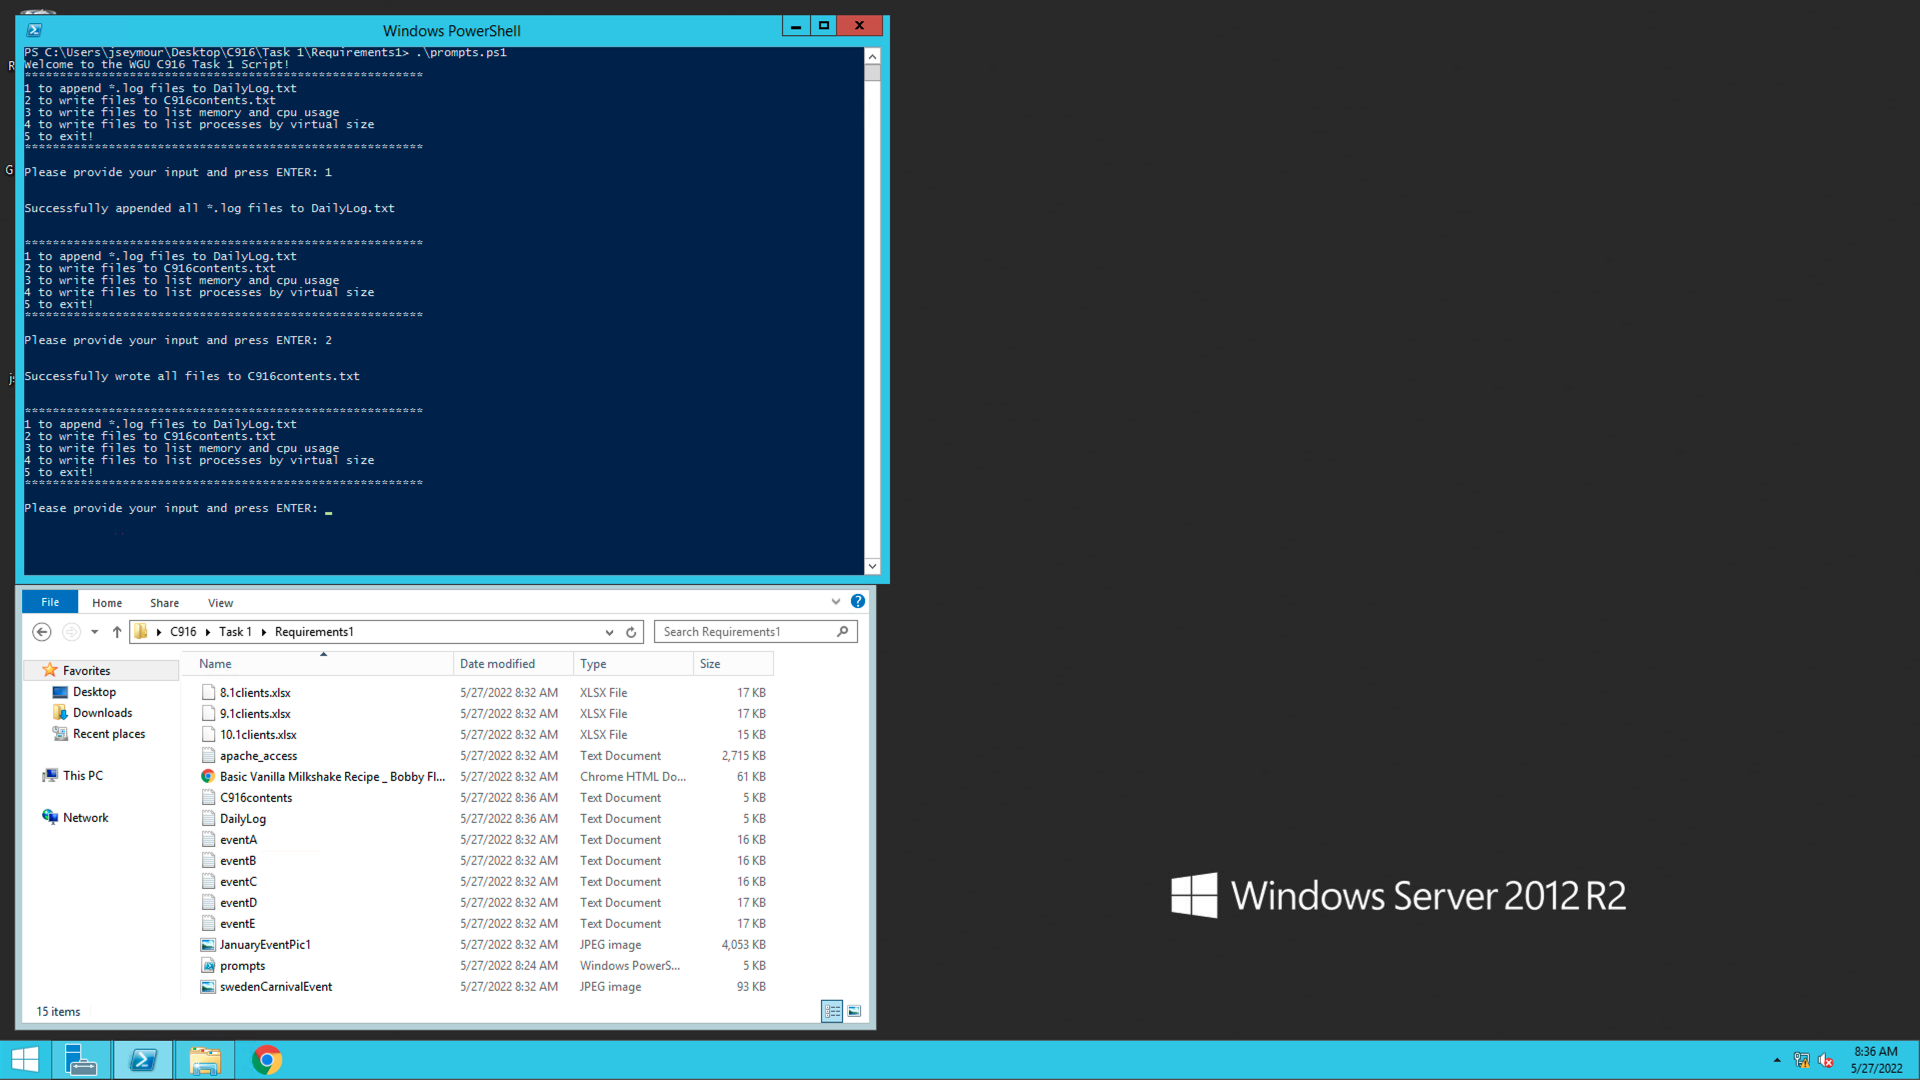 Windows PowerShell
PS C:\Users\jseymour\Desktop\C916\Task 1\Requirements1> .\prompts.ps1
Welcome to the WGU C916 Task 1 Script!
*********************************************************
1 to append *.log files to DailyLog.txt
2 to write files to C916contents.txt
3 to write files to list memory and cpu usage
4 to write files to list processes by virtual size
5 to exit!
*********************************************************
Please provide your input and press ENTER: 1
Successfully appended all *.log files to DailyLog.txt
*********************************************************
1 to append *.log files to DailyLog.txt
2 to write files to C916contents.txt
3 to write files to list memory and cpu usage
4 to write files to list processes by virtual size
5 to exit!
*********************************************************
Please provide your input and press ENTER: 2
Successfully wrote all files to C916contents.txt
*********************************************************
1 to append *.log files to DailyLog.txt
2 to write files to C916contents.txt
3 to write files to list memory and cpu usage
4 to write files to list processes by virtual size
5 to exit!
*********************************************************
Please provide your input and press ENTER: _
File Home Share View
C916 Task 1 Requirements1 Search Requirements1
Favorites
Desktop
Downloads
Recent places
This PC
Network
Name Date modified Type Size
8.1clients.xlsx 5/27/2022 8:32 AM XLSX File 17 KB
9.1clients.xlsx 5/27/2022 8:32 AM XLSX File 17 KB
10.1clients.xlsx 5/27/2022 8:32 AM XLSX File 15 KB
apache_access 5/27/2022 8:32 AM Text Document 2,715 KB
Basic Vanilla Milkshake Recipe _ Bobby Fl... 5/27/2022 8:32 AM Chrome HTML Do... 61 KB
C916contents 5/27/2022 8:36 AM Text Document 5 KB
DailyLog 5/27/2022 8:36 AM Text Document 5 KB
eventA 5/27/2022 8:32 AM Text Document 16 KB
eventB 5/27/2022 8:32 AM Text Document 16 KB
eventC 5/27/2022 8:32 AM Text Document 16 KB
eventD 5/27/2022 8:32 AM Text Document 17 KB
eventE 5/27/2022 8:32 AM Text Document 17 KB
JanuaryEventPic1 5/27/2022 8:32 AM JPEG image 4,053 KB
prompts 5/27/2022 8:24 AM Windows PowerS... 5 KB
swedenCarnivalEvent 5/27/2022 8:32 AM JPEG image 93 KB
15 items
Windows Server 2012 R2
8:36 AM
5/27/2022